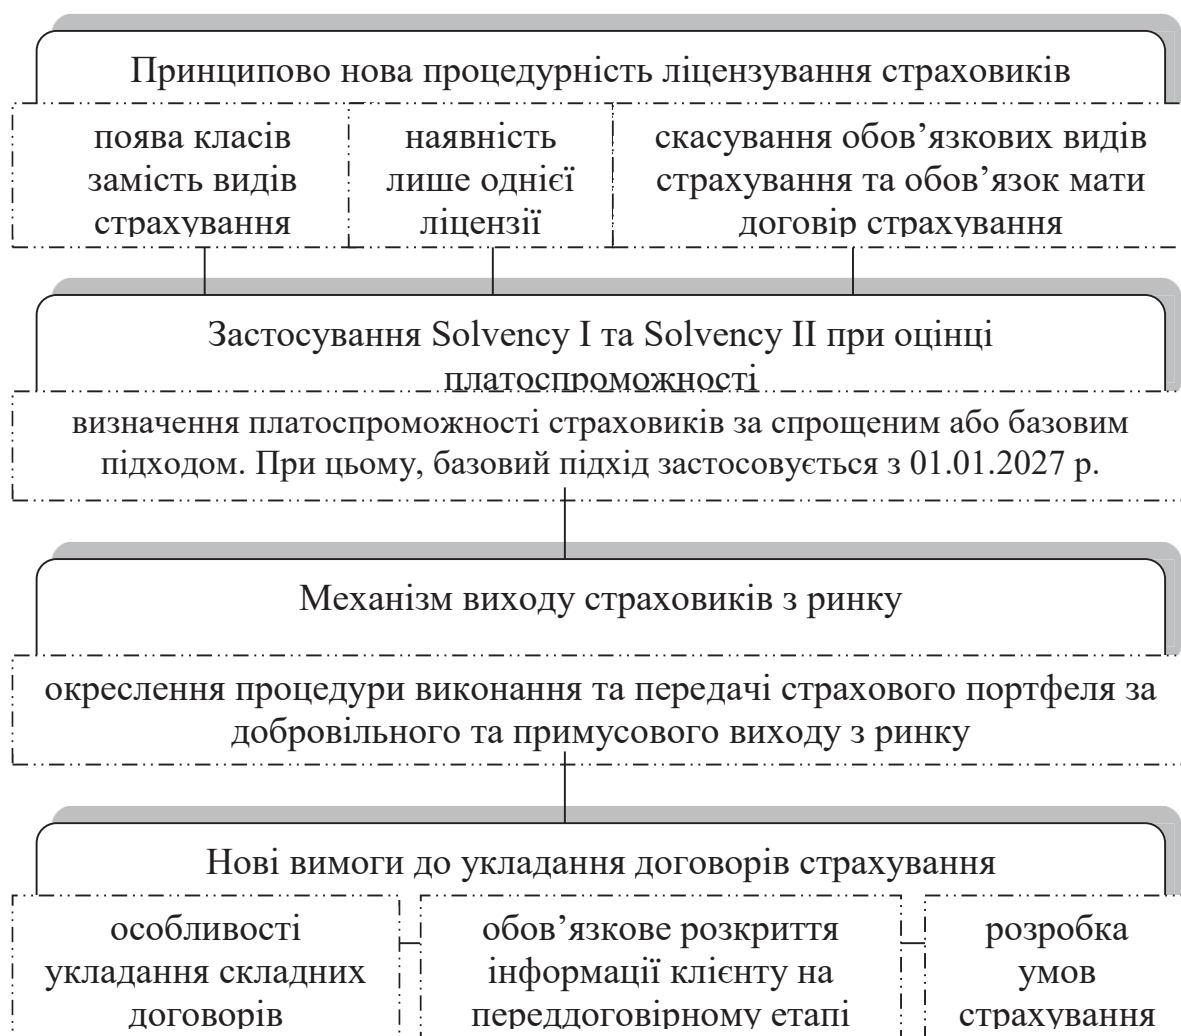 Принципово нова процедурність ліцензування страховиків
поява класів
замість видів
страхування
наявність
лише однієї
ліцензії
скасування обов’язкових видів
страхування та обов’язок мати
договір страхування
Застосування Solvency I та Solvency II при оцінці
платоспроможності
визначення платоспроможності страховиків за спрощеним або базовим
підходом. При цьому, базовий підхід застосовується з 01.01.2027 р.
Механізм виходу страховиків з ринку
окреслення процедури виконання та передачі страхового портфеля за
добровільного та примусового виходу з ринку
Нові вимоги до укладання договорів страхування
особливості
укладання складних
договорів
обов’язкове розкриття
інформації клієнту на
переддоговірному етапі
розробка
умов
страхування